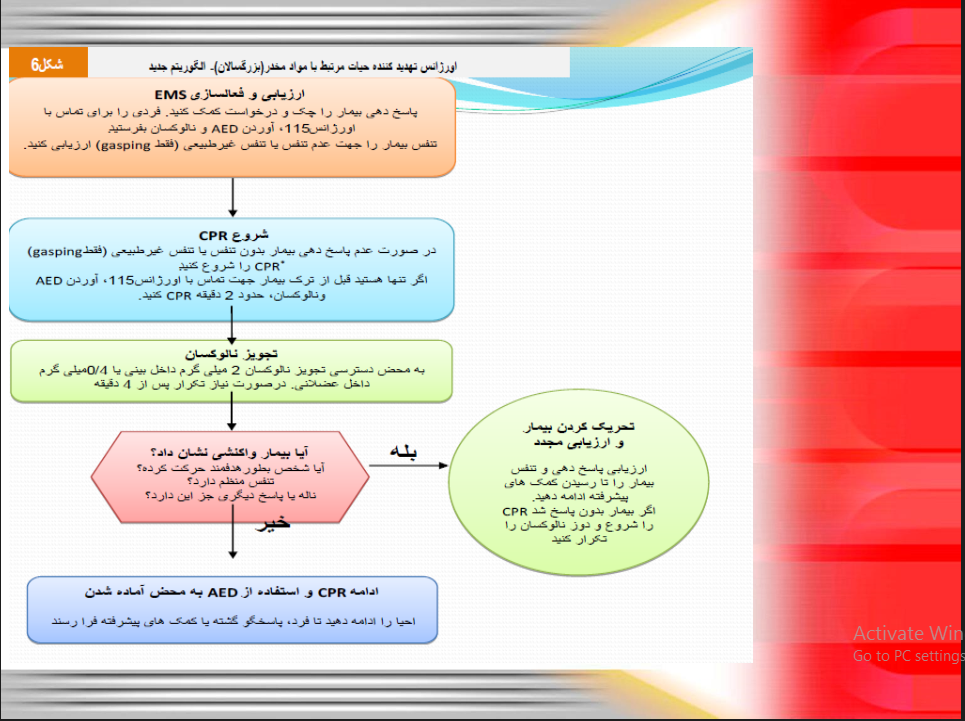 شکل6
اورژانس تهدید کننده حیات مرتبط با مواد مخدر(بزرگسالان)- الگوریتم جدید
ارزیابی و فعالسازی EMS
پاسخ دهی بیمار را چک و درخواست کمک کنید. فردی را برای تماس با
اورژانس115، آوردن AED و نالوکسان بفرستید
تنفس بیمار را جهت عدم تنفس یا تنفس غیرطبیعی (فقط gasping) ارزیابی کنید.
شروع CPR
در صورت عدم پاسخ دهی بیمار بدون تنفس یا تنفس غیرطبیعی (فقطgasping)
CPR* را شروع کنید
اگر تنها هستید قبل از ترک بیمار جهت تماس با اورژانس115، آوردن AED
ونالوکسان، حدود 2 دقیقه CPR کنید.
تجویز نالوکسان
به محض دسترسی تجویز نالوکسان 2 میلی گرم داخل بینی یا 0/4میلی گرم
داخل عضلانی. درصورت نیاز تکرار پس از 4 دقیقه
آیا بیمار واکنشی نشان داد؟
آیا شخص بطور هدفمند حرکت کرده؟
تنفس منظم دارد؟
ناله یا پاسخ دیگری جز این دارد؟
بله
تحریک کردن بیمار
و ارزیابی مجدد
ارزیابی پاسخ دهی و تنفس
بیمار را تا رسیدن کمک های
پیشرفته ادامه دهید.
اگر بیمار بدون پاسخ شد CPR
را شروع و دوز نالوکسان را
تکرار کنید
خیر
ادامه CPR و استفاده از AED به محض آماده شدن
احیا را ادامه دهید تا فرد، پاسخگو گشته یا کمک های پیشرفته فرا رسند
Activate Win
Go to PC settings